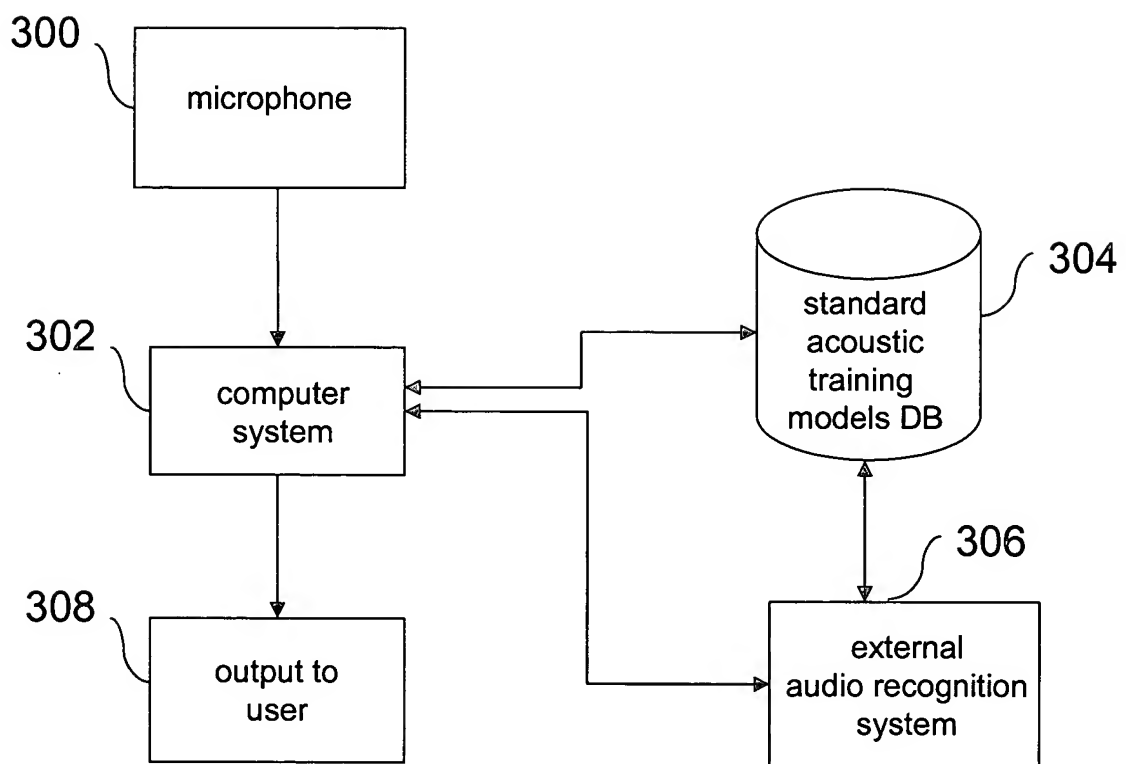 300
microphone
304
standard
acoustic
training
models DB
302
computer
system
306
external
audio recognition
system
308
output to
user